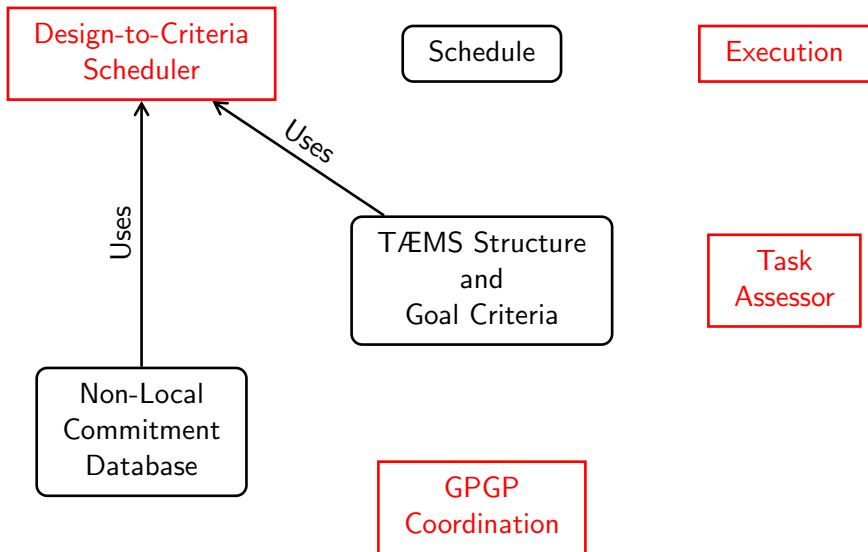 Design-to-Criteria
Scheduler
Schedule
Execution
Uses
Uses
TÆMS Structure
and
Goal Criteria
Task
Assessor
Non-Local
Commitment
Database
GPGP
Coordination